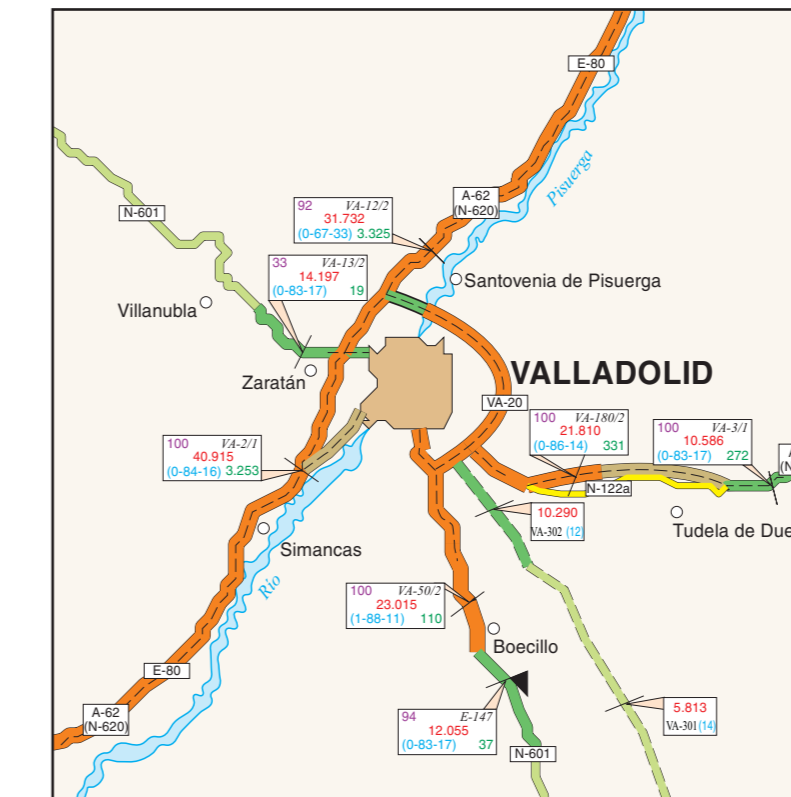 E-80
Pisuerga
A-62
(N-620)
N-601
92 VA-12/2
31.732
(0-67-33) 3.325
33 VA-13/2
14.197
(0-83-17) 19
Santovenia de Pisuerga
Villanubla
Zaratán
VALLADOLID
VA-20
100 VA-180/2
21.810
(0-86-14) 331
100 VA-3/1
10.586
(0-83-17) 272
A
(N
100 VA-2/1
40.915
(0-84-16) 3.253
N-122a
10.290
VA-302 (12)
Tudela de Due
Simancas
Rio
100 VA-50/2
23.015
(1-88-11) 110
Boecillo
E-80
A-62
(N-620)
94 E-147
12.055
(0-83-17) 37
5.813
VA-301 (14)
N-601